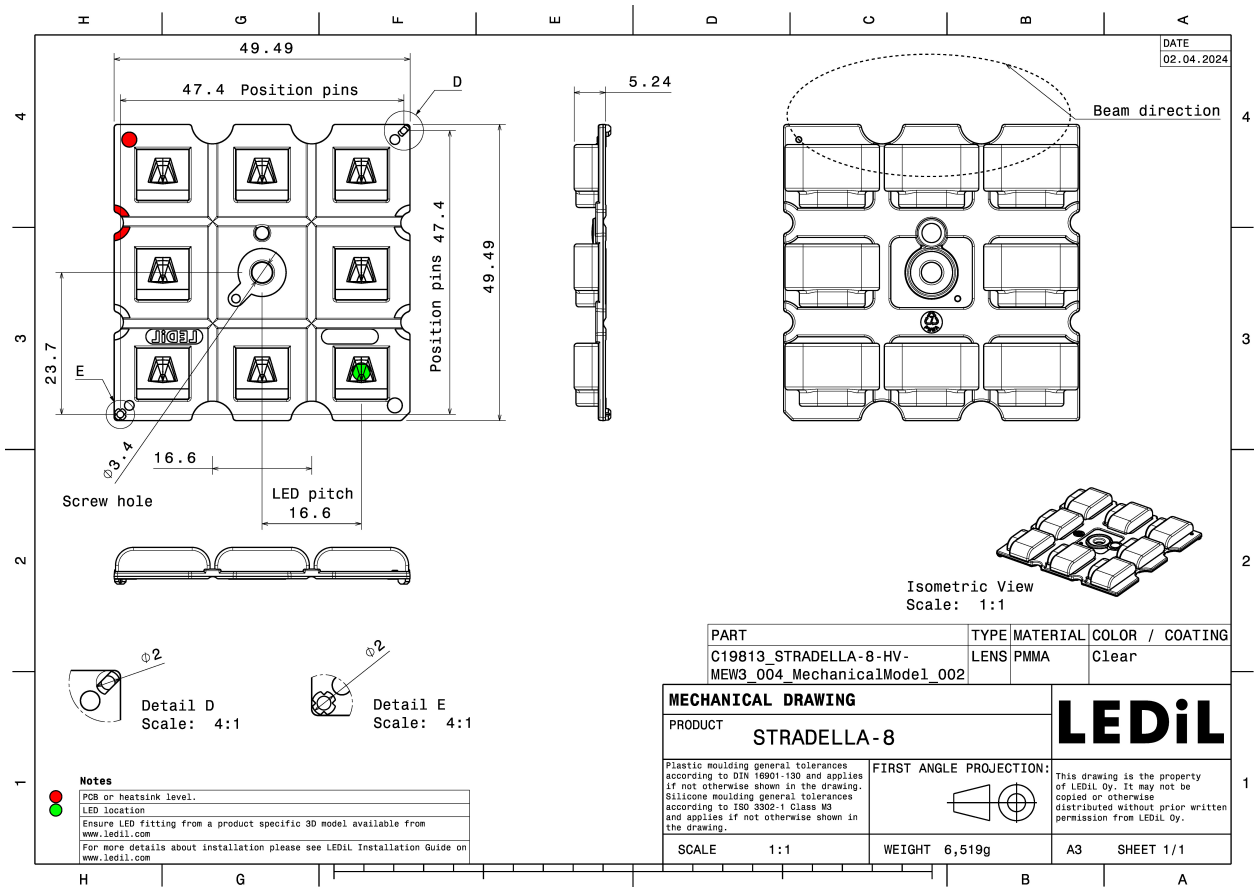 H G F E D C B A
DATE
02.04.2024
49.49
47.4 Position pins
D
5.24
Beam direction
4
4
Position pins 47.4
49.49
23.7
3
3
LEDiL
E
Ø3.4
16.6
Screw hole
LED pitch
16.6
2
2
Isometric View
Scale: 1:1
PART TYPE MATERIAL COLOR / COATING
C19813_STRADELLA-8-HV-
MEW3_004_MechanicalModel_002 LENS PMMA Clear
Ø2
Detail D
Scale: 4:1
Ø2
Detail E
Scale: 4:1
MECHANICAL DRAWING
PRODUCT
STRADELLA-8
LEDiL
Plastic moulding general tolerances
according to DIN 16901-130 and applies
if not otherwise shown in the drawing.
Silicone moulding general tolerances
according to ISO 3302-1 Class M3
and applies if not otherwise shown in
the drawing.
FIRST ANGLE PROJECTION:
This drawing is the property
of LEDiL Oy. It may not be
copied or otherwise
distributed without prior written
permission from LEDiL Oy.
1
1
Notes
PCB or heatsink level.
LED location
Ensure LED fitting from a product specific 3D model available from
www.ledil.com
For more details about installation please see LEDiL Installation Guide on
www.ledil.com
SCALE 1:1
WEIGHT 6,519g
A3 SHEET 1/1
H G B A